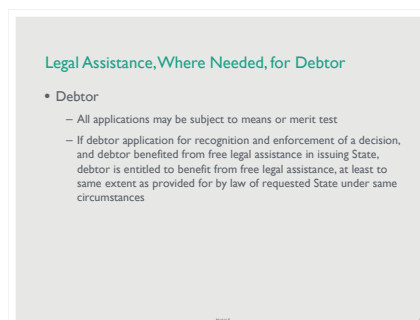 Legal Assistance, Where Needed, for Debtor
• Debtor
– All applications may be subject to means or merit test
– If debtor application for recognition and enforcement of a decision,
and debtor benefited from free legal assistance in issuing State,
debtor is entitled to benefit from free legal assistance, at least to
same extent as provided for by law of requested State under same
circumstances